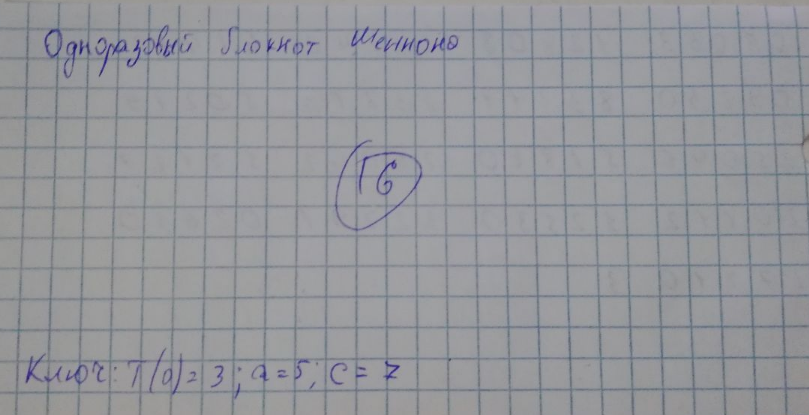 Одноразовый блокнот Шеннона
Г6
Ключ: T(0) = 3; a = 5; c = 7